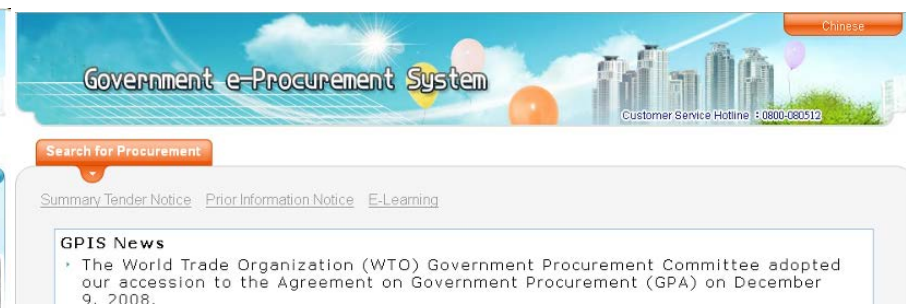 Chinese
Government e-Procurement System
Customer Service Hotline：0800-080512
Search for Procurement
Summary Tender Notice Prior Information Notice E-Learning
GPIS News
The World Trade Organization (WTO) Government Procurement Committee adopted
our accession to the Agreement on Government Procurement (GPA) on December
9, 2008.